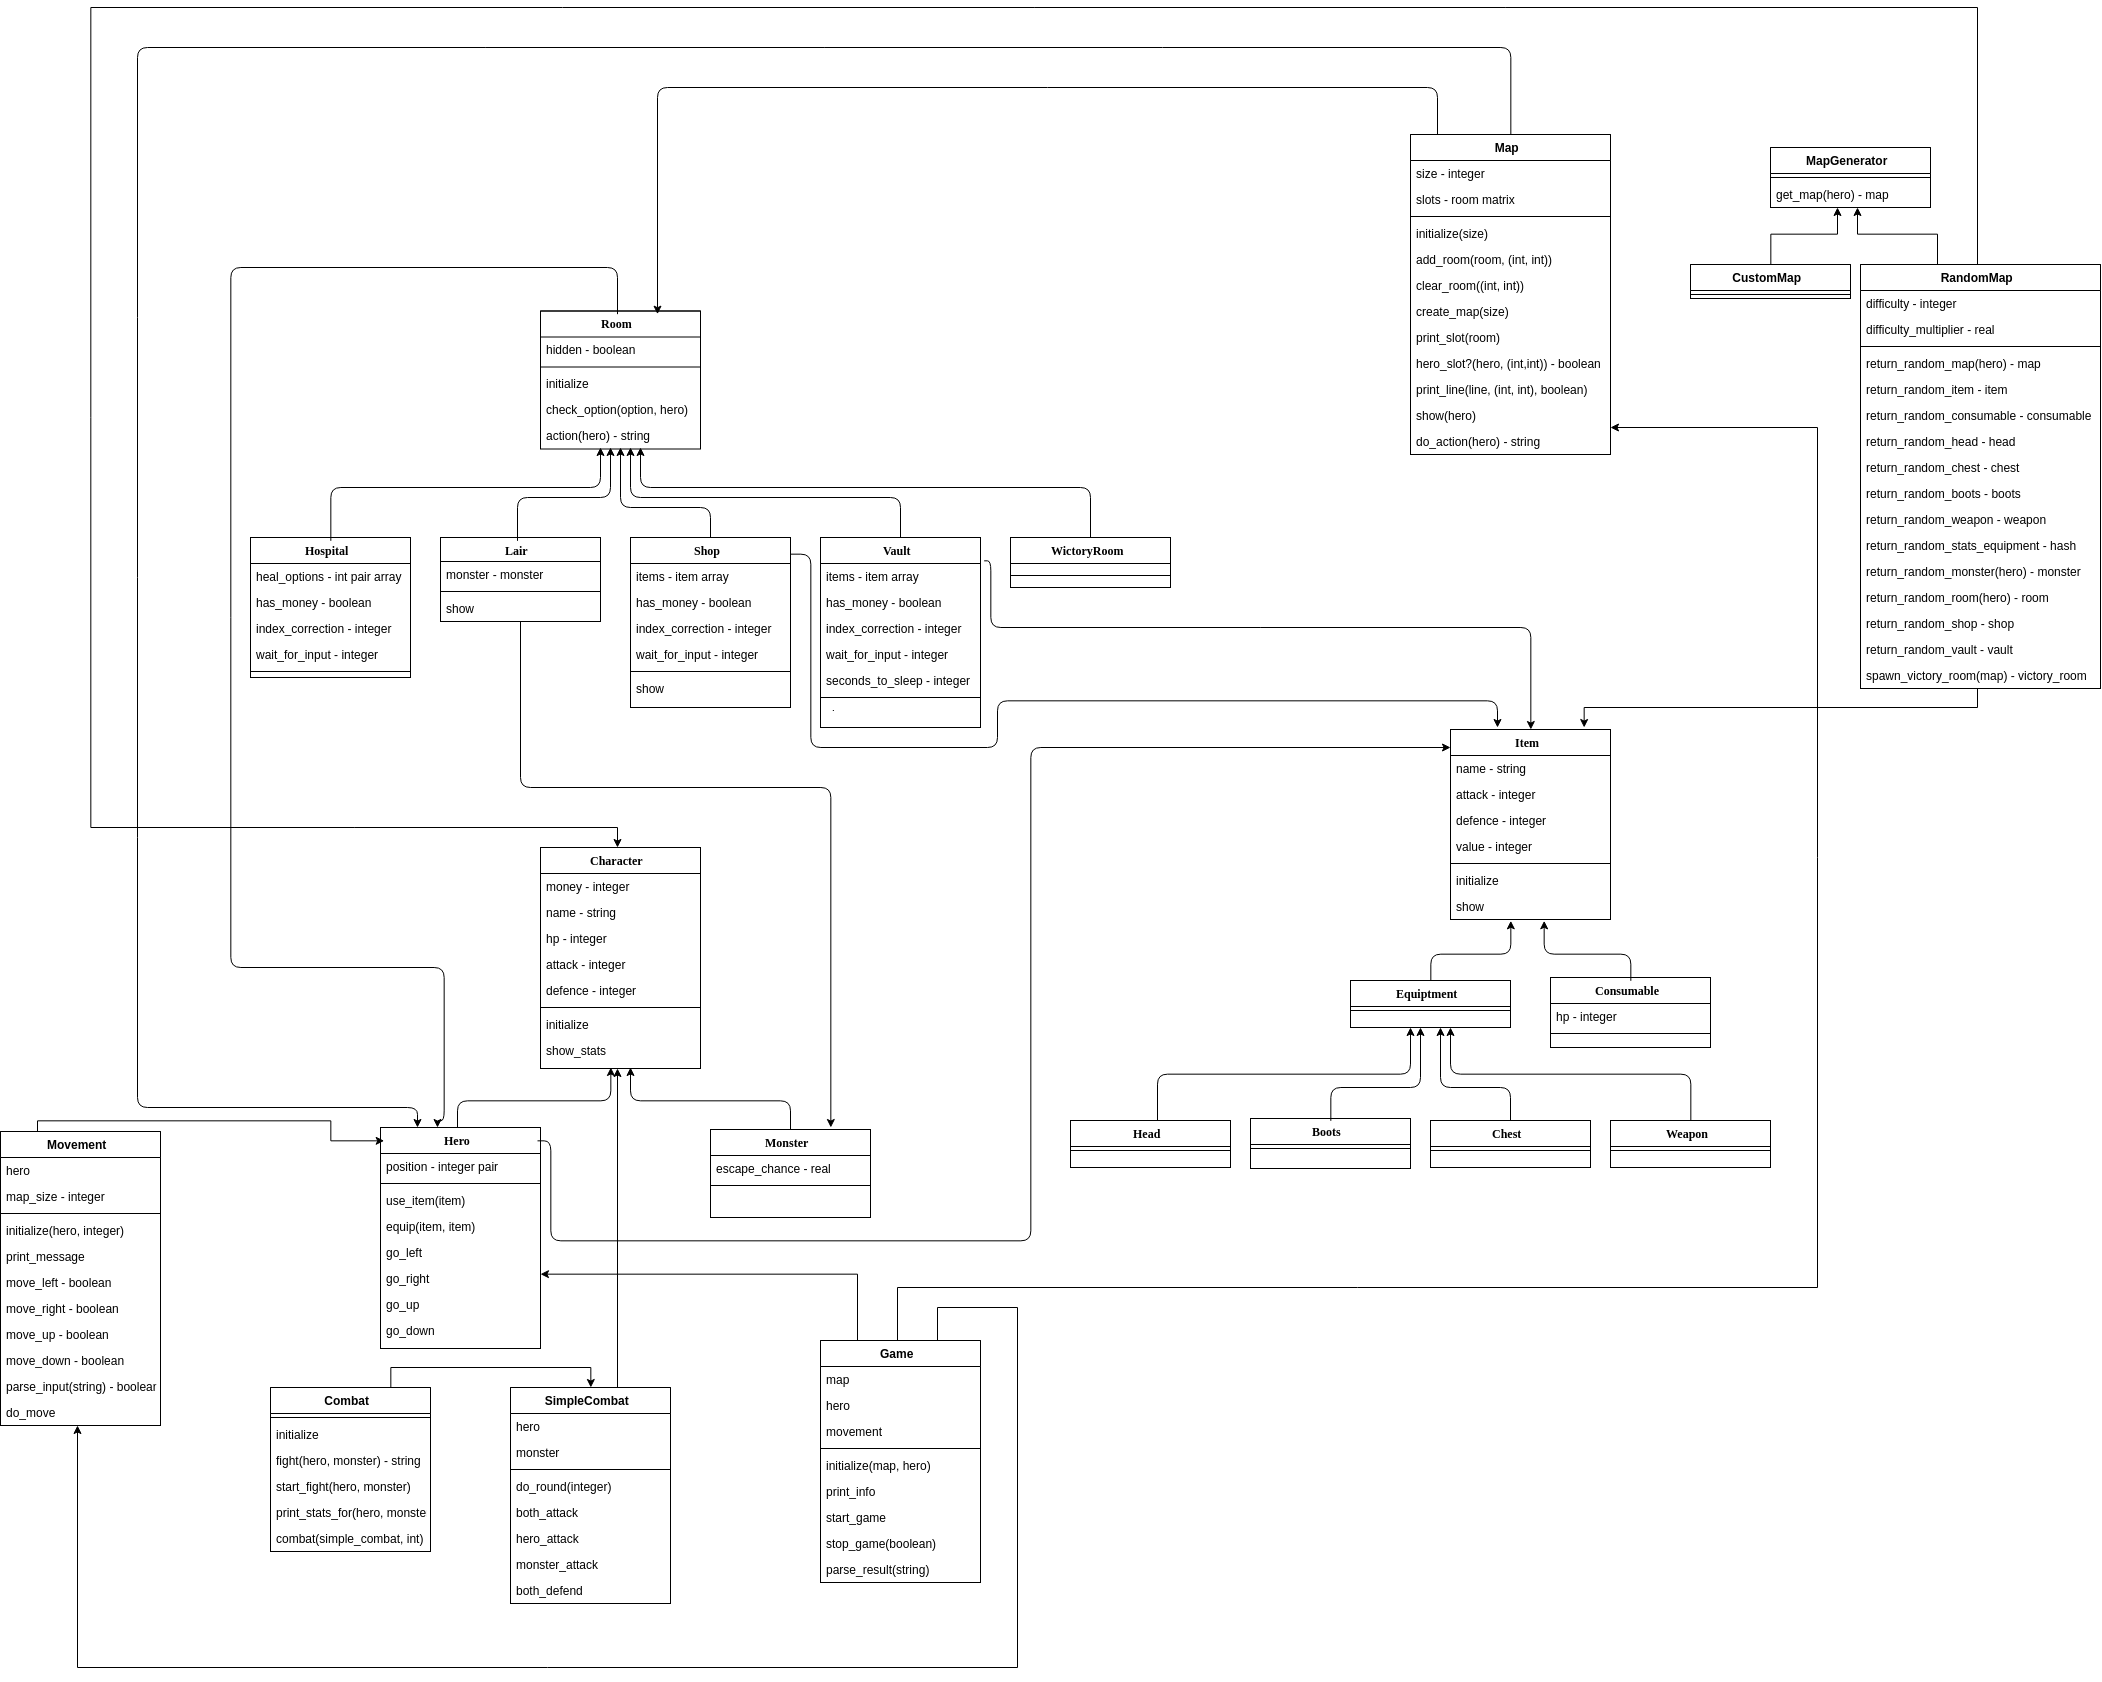 Map
size - integer
slots - room matrix
initialize(size)
add_room(room, (int, int))
clear_room((int, int))
create_map(size)
print_slot(room)
hero_slot?(hero, (int,int)) - boolean
print_line(line, (int, int), boolean)
show(hero)
do_action(hero) - string
MapGenerator
get_map(hero) - map
CustomMap
RandomMap
difficulty - integer
difficulty_multiplier - real
return_random_map(hero) - map
return_random_item - item
return_random_consumable - consumable
return_random_head - head
return_random_chest - chest
return_random_boots - boots
return_random_weapon - weapon
return_random_stats_equipment - hash
return_random_monster(hero) - monster
return_random_room(hero) - room
return_random_shop - shop
return_random_vault - vault
spawn_victory_room(map) - victory_room
Room
hidden - boolean
initialize
check_option(option, hero)
action(hero) - string
Hospital
heal_options - int pair array
has_money - boolean
index_correction - integer
wait_for_input - integer
Lair
monster - monster
show
Shop
items - item array
has_money - boolean
index_correction - integer
wait_for_input - integer
show
Vault
items - item array
has_money - boolean
index_correction - integer
wait_for_input - integer
seconds_to_sleep - integer
.
WictoryRoom
Item
name - string
attack - integer
defence - integer
value - integer
initialize
show
Character
money - integer
name - string
hp - integer
attack - integer
defence - integer
initialize
show_stats
Equiptment
Consumable
hp - integer
Head
Boots
Chest
Weapon
Movement
hero
map_size - integer
initialize(hero, integer)
print_message
move_left - boolean
move_right - boolean
move_up - boolean
move_down - boolean
parse_input(string) - boolear
do_move
Hero
position - integer pair
use_item(item)
equip(item, item)
go_left
go_right
go_up
go_down
Monster
escape_chance - real
Combat
initialize
fight(hero, monster) - string
start_fight(hero, monster)
print_stats_for(hero, monste
combat(simple_combat, int)
SimpleCombat
hero
monster
do_round(integer)
both_attack
hero_attack
monster_attack
both_defend
Game
map
hero
movement
initialize(map, hero)
print_info
start_game
stop_game(boolean)
parse_result(string)